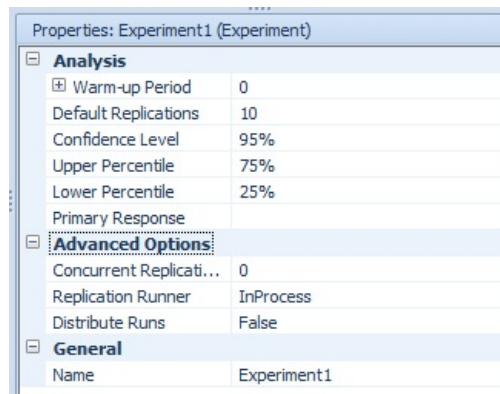 Properties: Experiment1 (Experiment)
Analysis
Warm-up Period 0
Default Replications 10
Confidence Level 95%
Upper Percentile 75%
Lower Percentile 25%
Primary Response
Advanced Options
Concurrent Replicati... 0
Replication Runner InProcess
Distribute Runs False
General
Name Experiment1